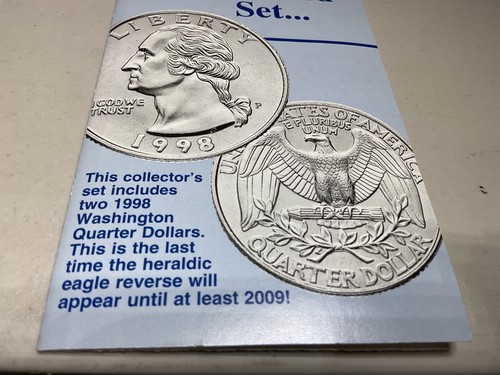 Set...
LIBERTY
IN GOD WE
TRUST
P
1998
UNITED STATES OF AMERICA
E PLURIBUS
UNUM
QUARTER DOLLAR
This collector's
set includes
two 1998
Washington
Quarter Dollars.
This is the last
time the heraldic
eagle reverse will
appear until at least 2009!